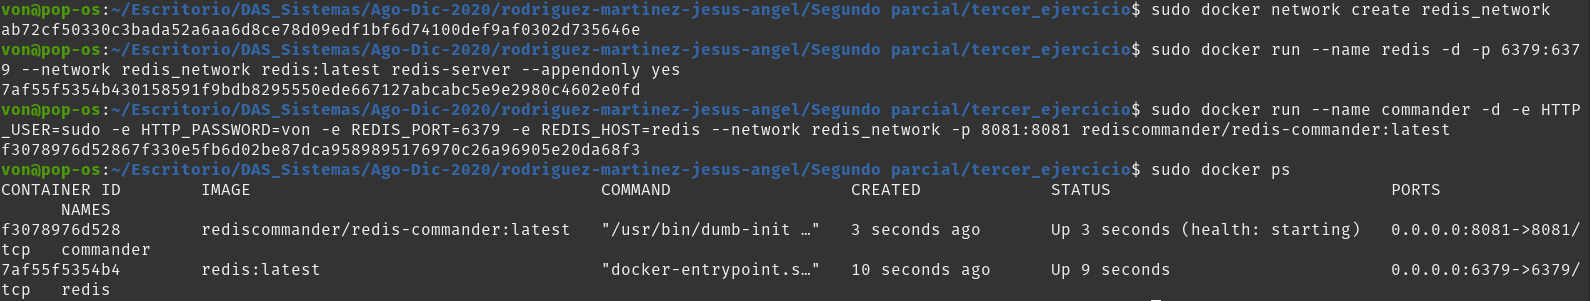 von@pop-os:~/Escritorio/DAS_Sistemas/Ago-Dic-2020/rodriguez-martinez-jesus-angel/Segundo parcial/tercer_ejercicio$ sudo docker network create redis_network
ab72cf50330c3bada52a6aa6d8ce78d09edf1bf6d74100def9af0302d735646e
von@pop-os:~/Escritorio/DAS_Sistemas/Ago-Dic-2020/rodriguez-martinez-jesus-angel/Segundo parcial/tercer_ejercicio$ sudo docker run --name redis -d -p 6379:637
9 --network redis_network redis:latest redis-server --appendonly yes
7af55f5354b430158591f9bdb8295550ede667127abcabc5e9e2980c4602e0fd
von@pop-os:~/Escritorio/DAS_Sistemas/Ago-Dic-2020/rodriguez-martinez-jesus-angel/Segundo parcial/tercer_ejercicio$ sudo docker run --name commander -d -e HTTP
_USER=sudo -e HTTP_PASSWORD=von -e REDIS_PORT=6379 -e REDIS_HOST=redis --network redis_network -p 8081:8081 rediscommander/redis-commander:latest
f3078976d52867f330e5fb6d02be87dca9589895176970c26a96905e20da68f3
von@pop-os:~/Escritorio/DAS_Sistemas/Ago-Dic-2020/rodriguez-martinez-jesus-angel/Segundo parcial/tercer_ejercicio$ sudo docker ps
CONTAINER ID        IMAGE                                   COMMAND                  CREATED             STATUS                            PORTS
      NAMES
f3078976d528        rediscommander/redis-commander:latest   "/usr/bin/dumb-init …"   3 seconds ago       Up 3 seconds (health: starting)   0.0.0.0:8081->8081/
tcp   commander
7af55f5354b4        redis:latest                            "docker-entrypoint.s…"   10 seconds ago      Up 9 seconds                      0.0.0.0:6379->6379/
tcp   redis